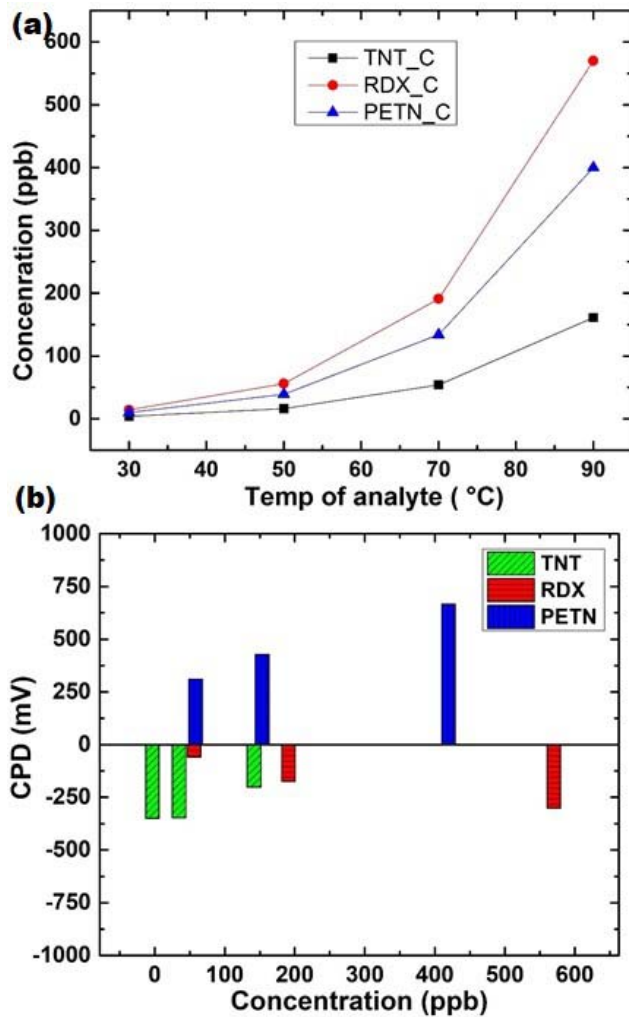 (a)
600
500
400
300
200
100
0
Concenration (ppb)
TNT_C
RDX_C
PETN_C
30 40 50 60 70 80 90
Temp of analyte ( °C)
(b)
1000
750
500
250
0
-250
-500
-750
-1000
CPD (mV)
TNT
RDX
PETN
0 100 200 300 400 500 600
Concentration (ppb)